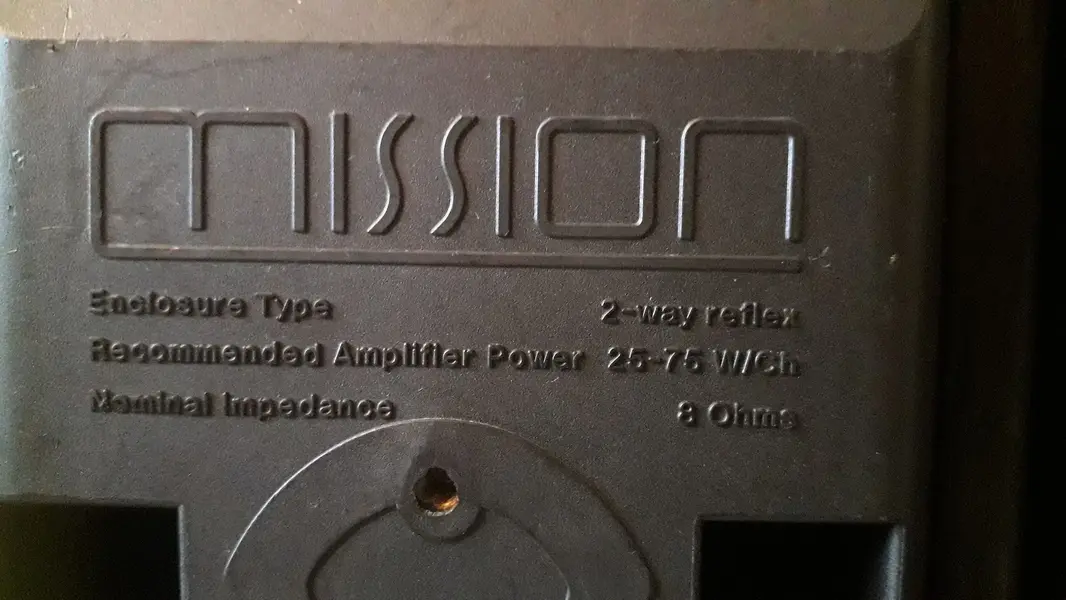 mission
Enclosure Type 2-way reflex
Recommended Amplifier Power 25-75 W/Ch
Nominal Impedance 8 Ohms